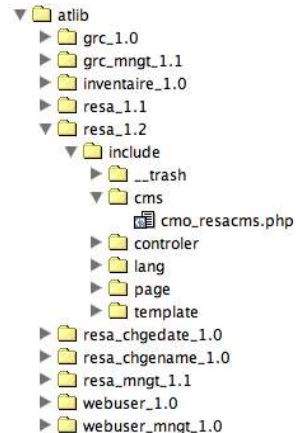 atlib
grc_1.0
grc_mngt_1.1
inventaire_1.0
resa_1.1
resa_1.2
include
__trash
cms
cmo_resacms.php
controler
lang
page
template
resa_chgedate_1.0
resa_chgename_1.0
resa_mngt_1.1
webuser_1.0
webuser_mngt_1.0